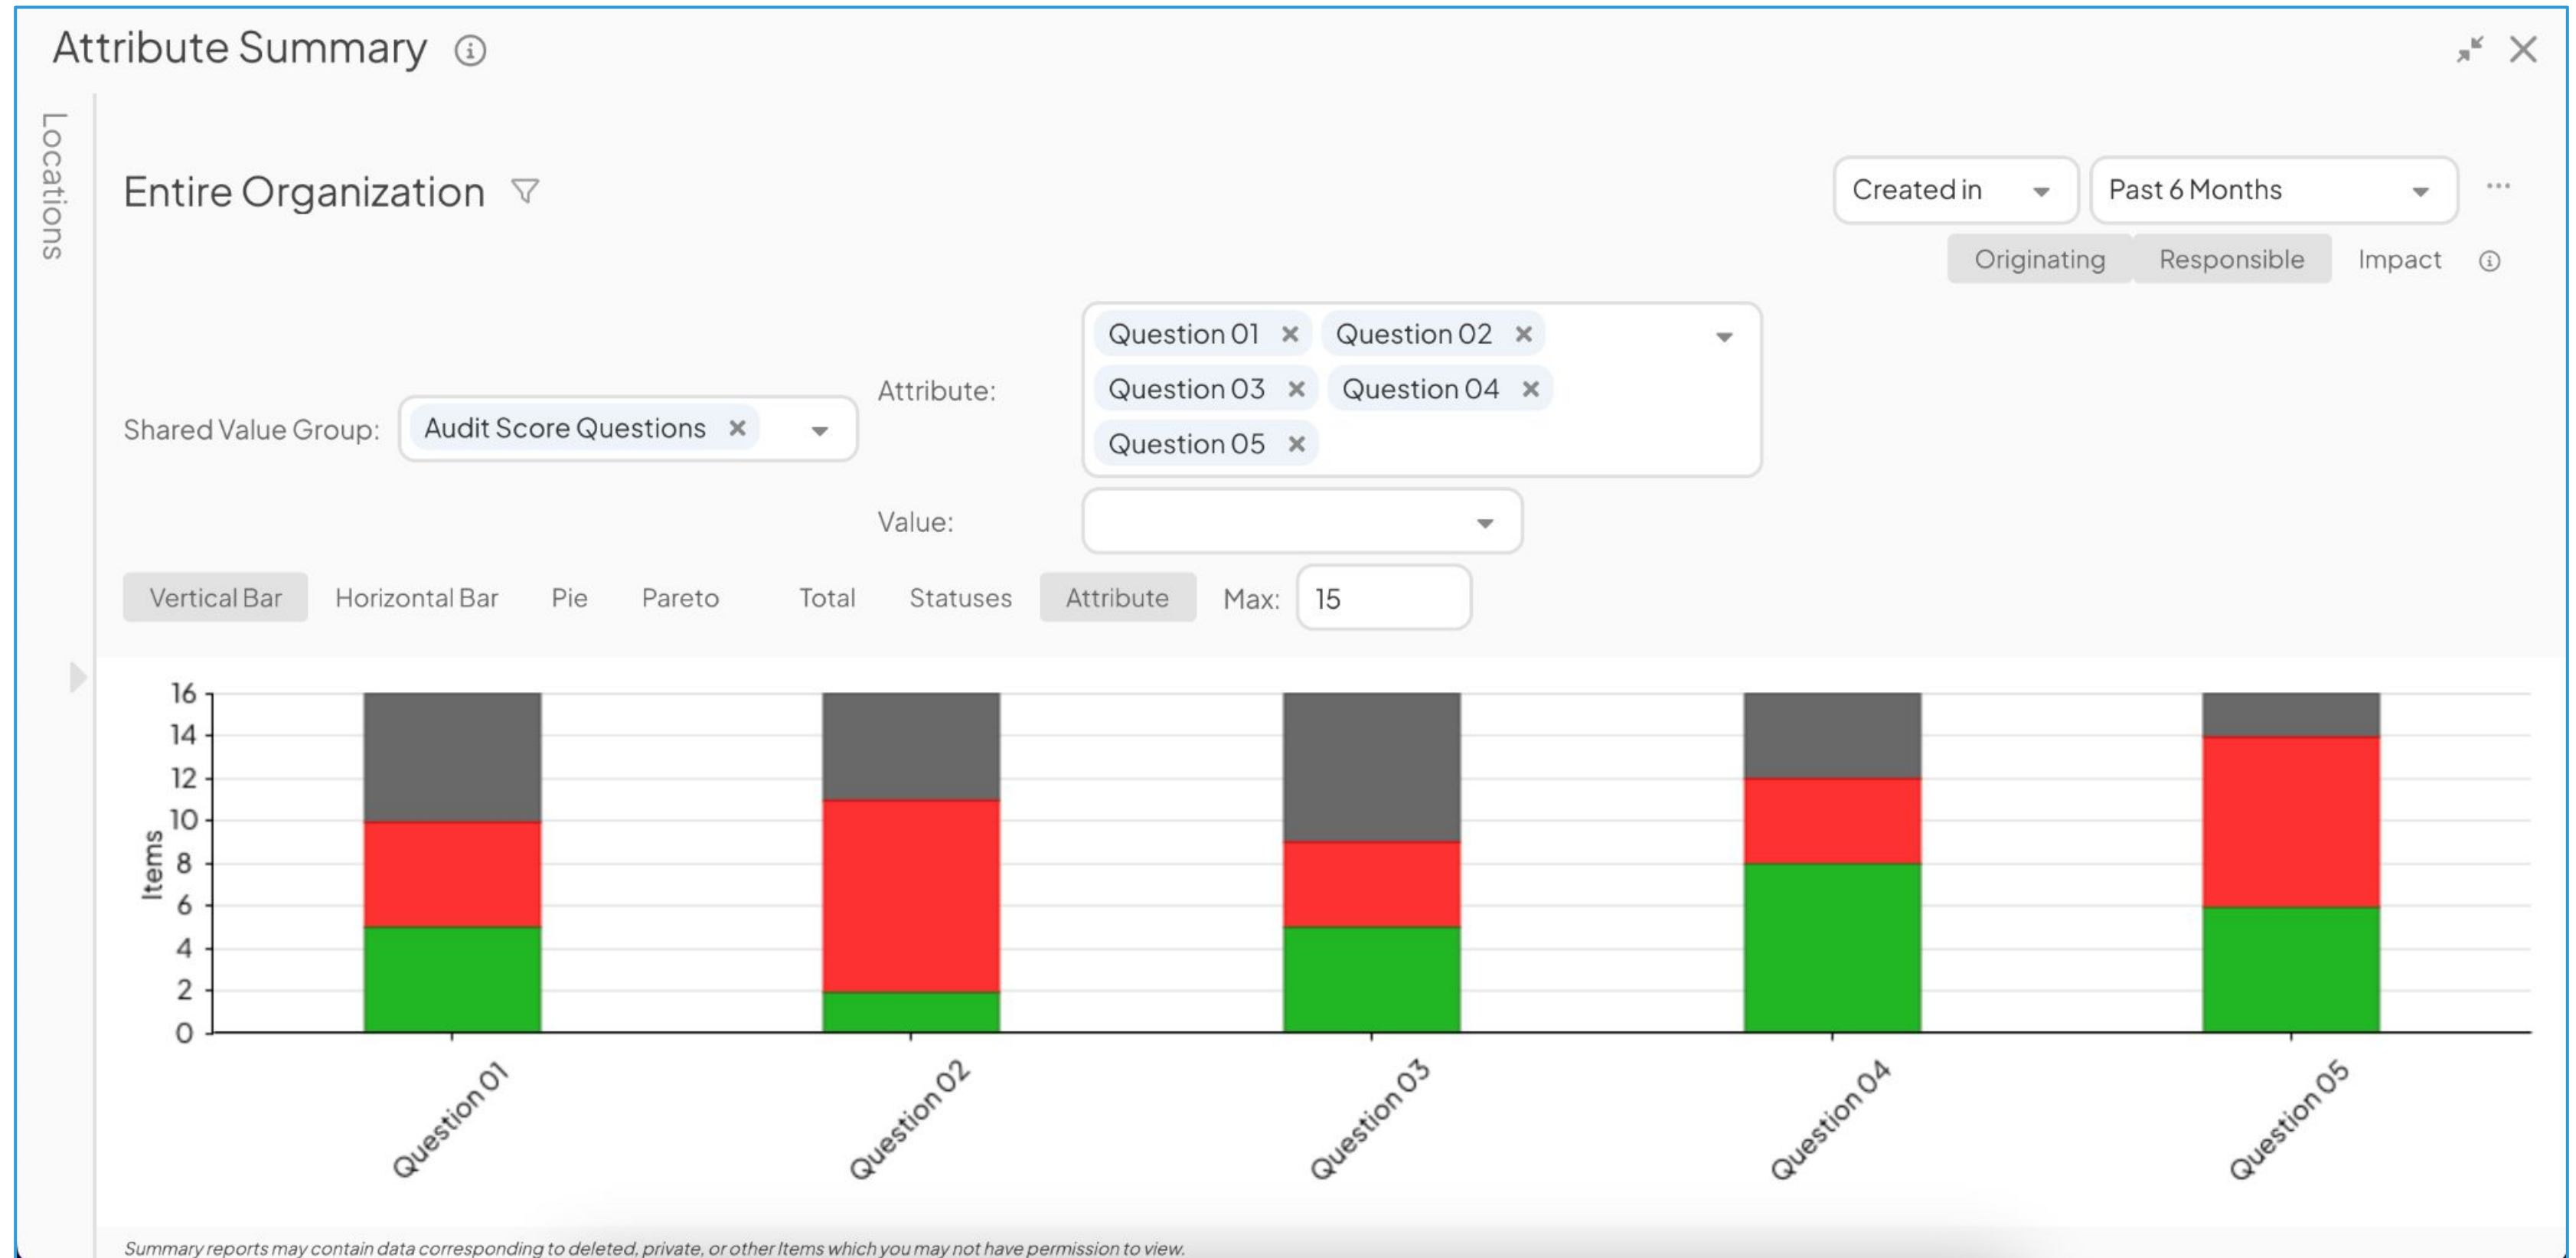 Attribute Summary
Locations
Entire Organization
Created in
Past 6 Months
...
Originating
Responsible
Impact
Shared Value Group:
Audit Score Questions
Attribute:
Question 01
Question 02
Question 03
Question 04
Question 05
Value:
Vertical Bar
Horizontal Bar
Pie
Pareto
Total
Statuses
Attribute
Max:
15
16
14
12
10
8
6
4
2
0
Items
Question 01
Question 02
Question 03
Question 04
Question 05
Summary reports may contain data corresponding to deleted, private, or other Items which you may not have permission to view.